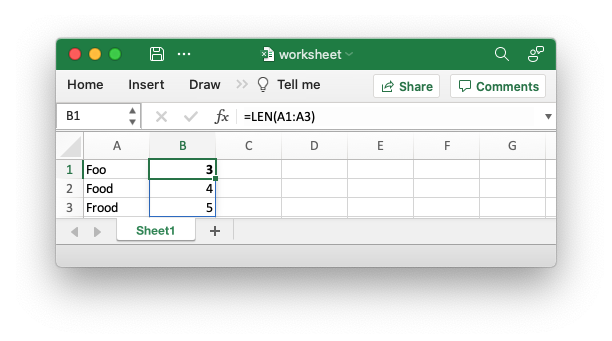 worksheet
Home Insert Draw Tell me Share Comments
B1 fx =LEN(A1:A3)
A B C D E F G
1 Foo 3
2 Food 4
3 Frood 5
Sheet1 +